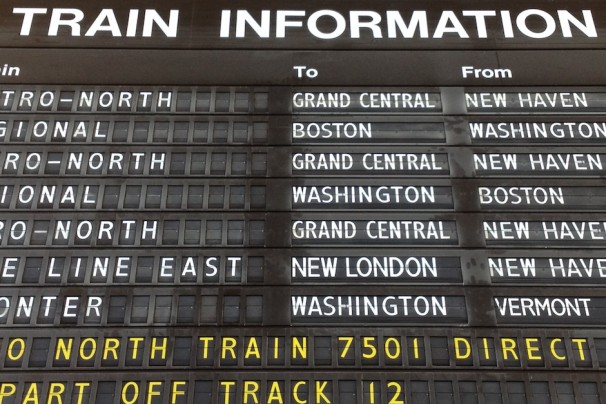 TRAIN INFORMATION
in To From
TRO-NORTH GRAND CENTRAL NEW HAVEN
GIONAL BOSTON WASHINGTON
RO-NORTH GRAND CENTRAL NEW HAVEN
IONAL WASHINGTON BOSTON
RO-NORTH GRAND CENTRAL NEW HAVEN
E LINE EAST NEW LONDON NEW HAVE
ONTER WASHINGTON VERMONT
O NORTH TRAIN 7501 DIRECT
PART OFF TRACK 12